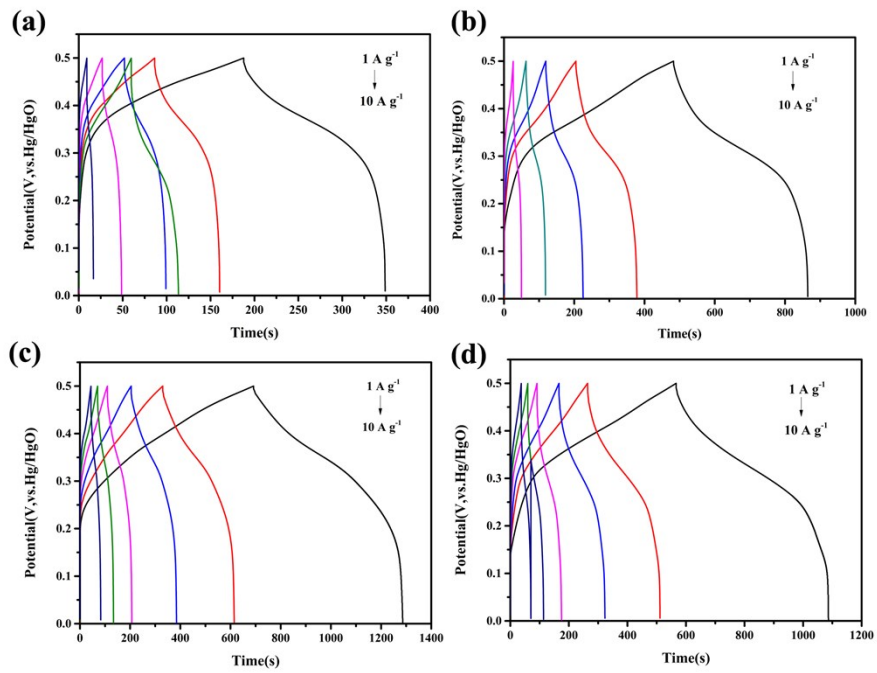 (a)
1 A g-1
10 A g-1
0.5
0.4
0.3
0.2
0.1
0.0
Potential(V,vs.Hg/HgO)
0 50 100 150 200 250 300 350 400
Time(s)
(b)
1 A g-1
10 A g-1
0.5
0.4
0.3
0.2
0.1
0.0
Potential(V,vs.Hg/HgO)
0 200 400 600 800 1000
Time(s)
(c)
1 A g-1
10 A g-1
0.5
0.4
0.3
0.2
0.1
0.0
Potential(V,vs.Hg/HgO)
0 200 400 600 800 1000 1200 1400
Time(s)
(d)
1 A g-1
10 A g-1
0.5
0.4
0.3
0.2
0.1
0.0
Potential(V,vs.Hg/HgO)
0 200 400 600 800 1000 1200
Time(s)